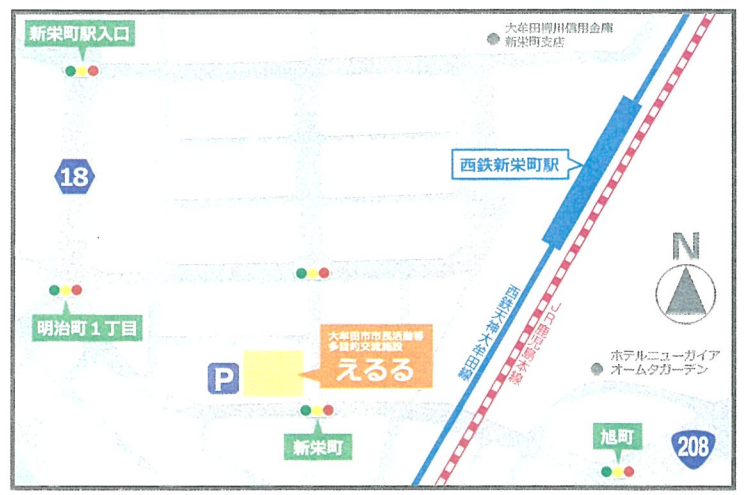 新栄町駅入口
大牟田柳川信用金庫
新栄町支店
18
西鉄新栄町駅
N
明治町1丁目
大牟田市市民活動等
多目的交流施設
えるる
P
西鉄天神大牟田線
JR鹿児島本線
ホテルニューガイア
オームタガーデン
新栄町
旭町
208